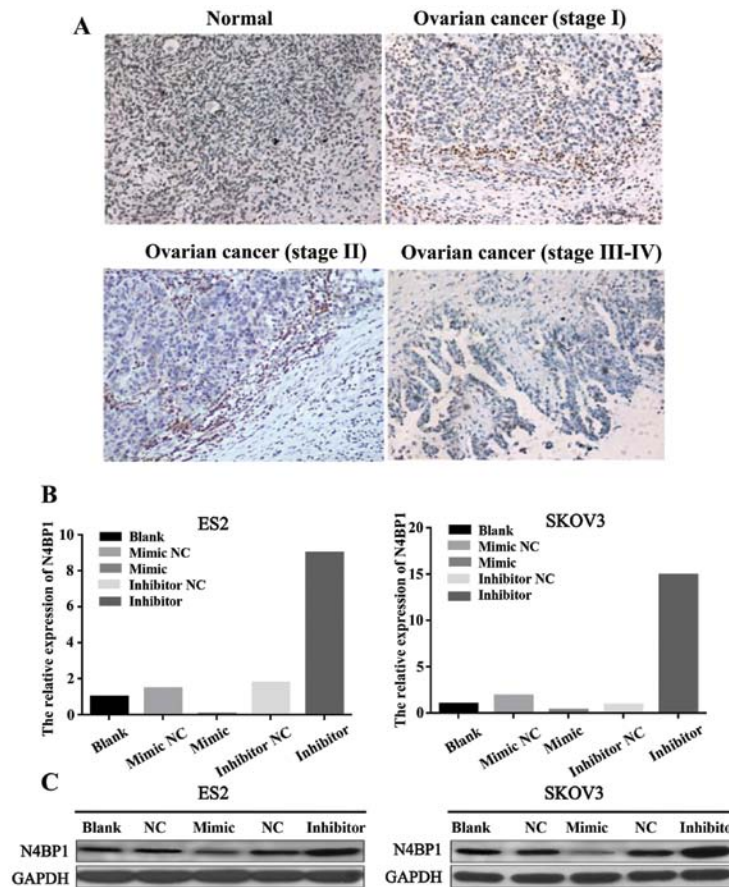 A
Normal
Ovarian cancer (stage I)
Ovarian cancer (stage II)
Ovarian cancer (stage III-IV)
B
ES2
The relative expression of N4BP1
10
8
6
4
2
0
Blank
Mimic NC
Mimic
Inhibitor NC
Inhibitor
Blank
Mimic NC
Mimic
Inhibitor NC
Inhibitor
SKOV3
The relative expression of N4BP1
20
15
10
5
0
Blank
Mimic NC
Mimic
Inhibitor NC
Inhibitor
Blank
Mimic NC
Mimic
Inhibitor NC
Inhibitor
C
ES2
Blank NC Mimic NC Inhibitor
N4BP1
GAPDH
SKOV3
Blank NC Mimic NC Inhibito
N4BP1
GAPDH